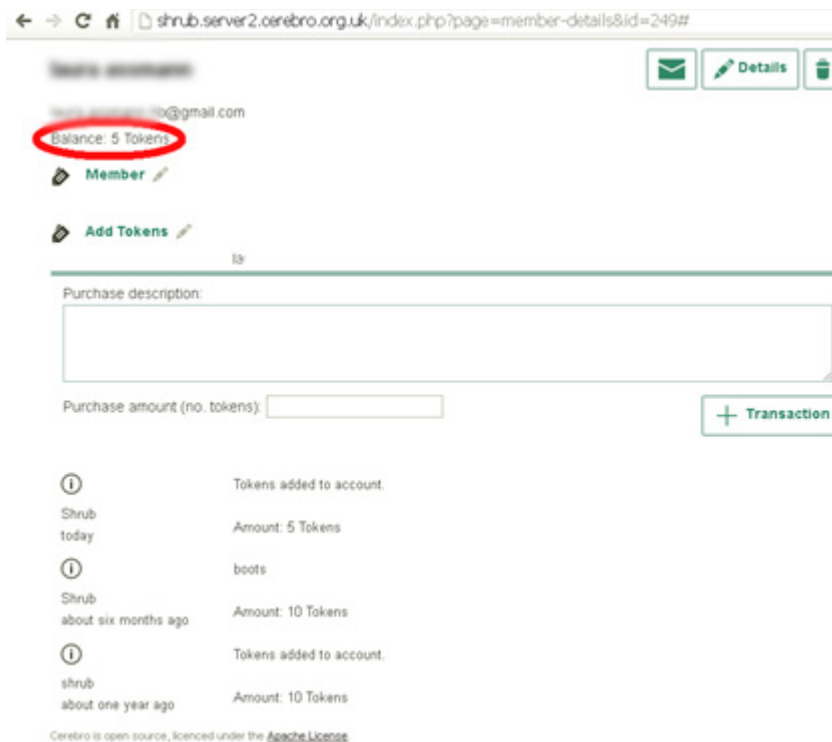 shrub.server2.cerebro.org.uk/index.php?page=member-details&id=249#
Details
@gmail.com
Balance: 5 Tokens
Member
Add Tokens
Purchase description:
Purchase amount (no. tokens):
Transaction
Tokens added to account.
Shrub
today
Amount: 5 Tokens
boots
Shrub
about six months ago
Amount: 10 Tokens
Tokens added to account.
shrub
about one year ago
Amount: 10 Tokens
Cerebro is open source, licenced under the Apache License